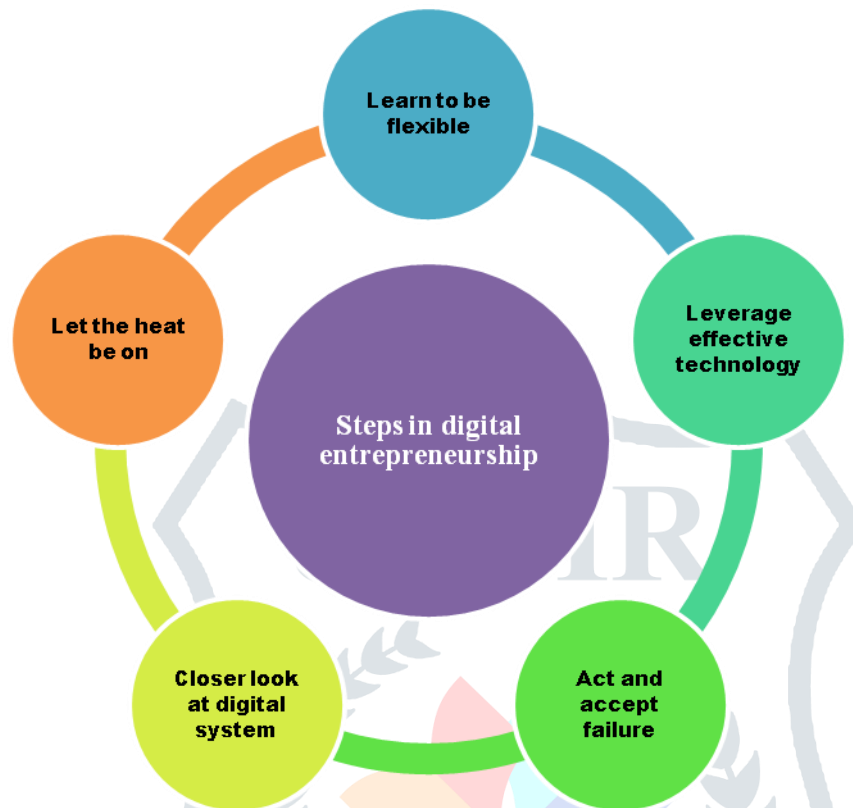 Learn to be
flexible
Leverage
effective
technology
Act and
accept
failure
Closer look
at digital
system
Let the heat
be on
Steps in digital
entrepreneurship